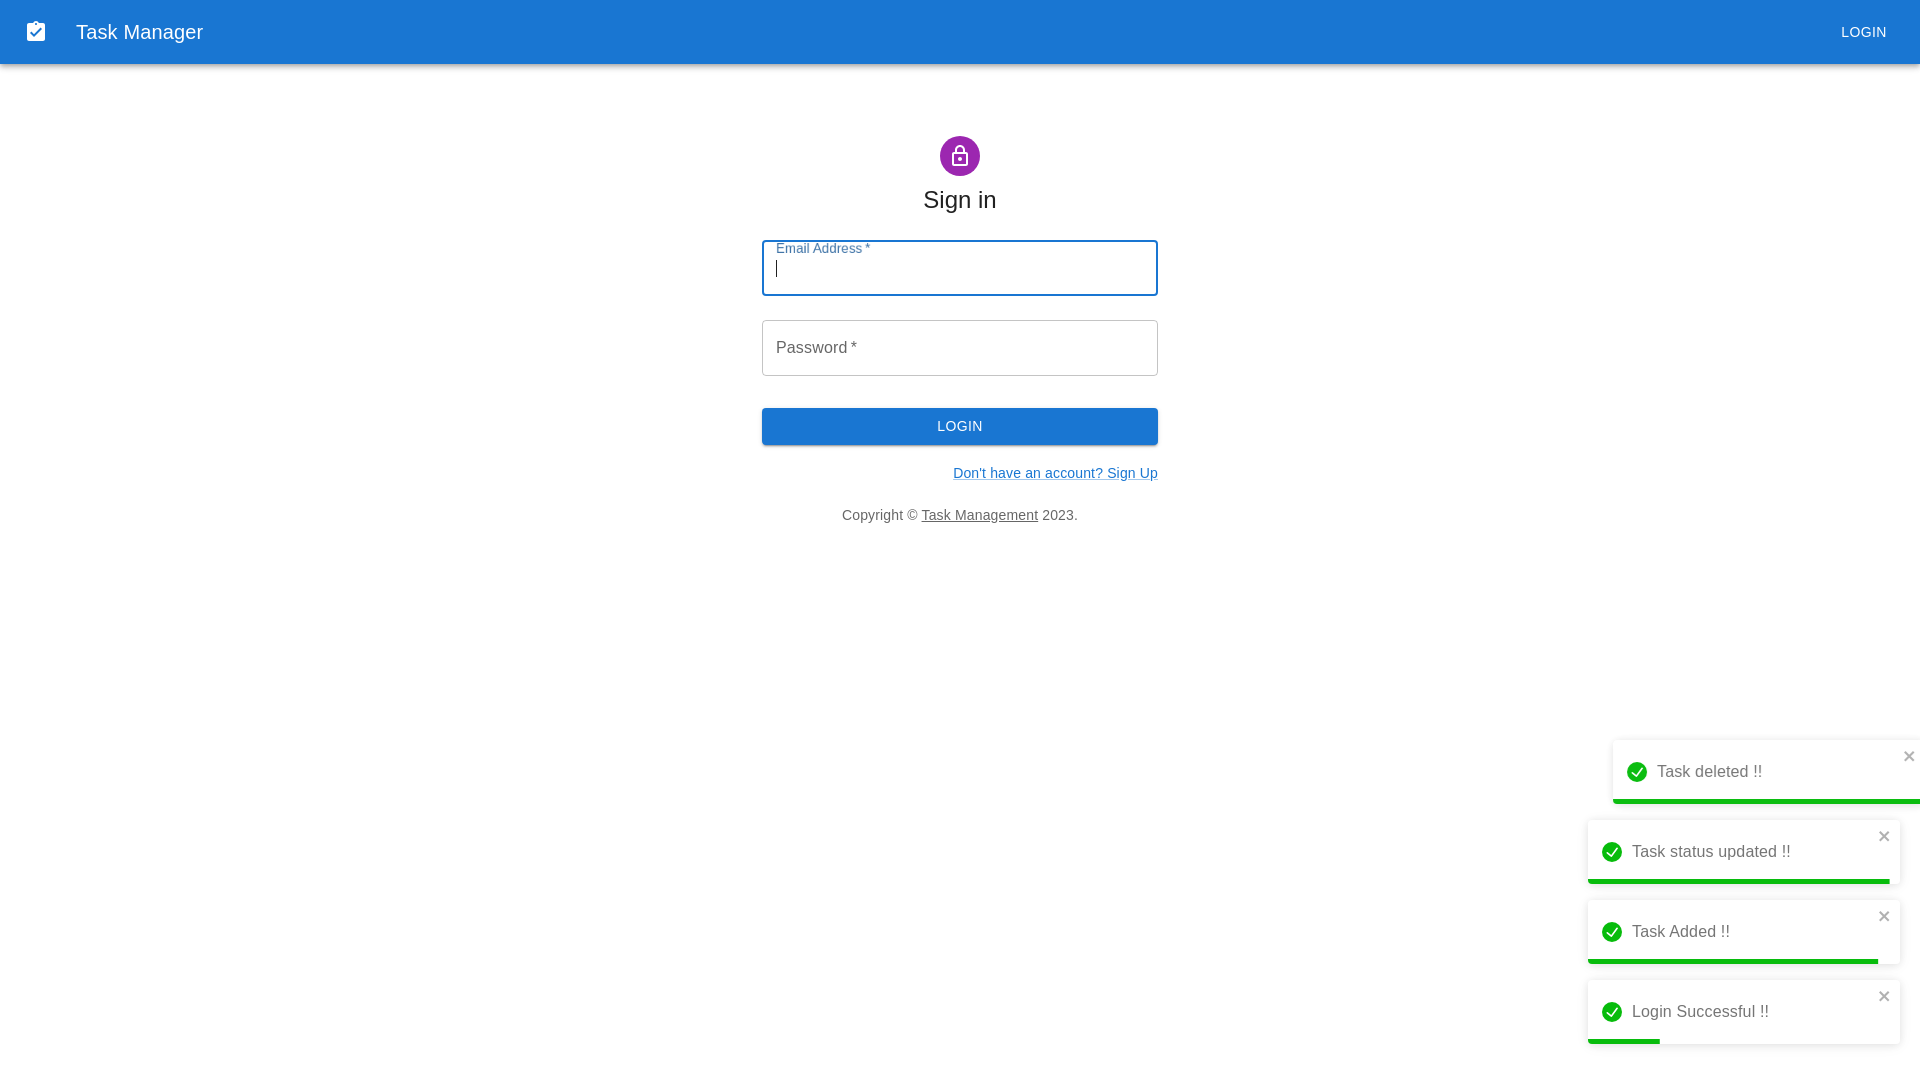 Task Manager
LOGIN
Sign in
Email Address *
Password *
LOGIN
Don't have an account? Sign Up
Copyright © Task Management 2023.
Task deleted !!
Task status updated !!
Task Added !!
Login Successful !!